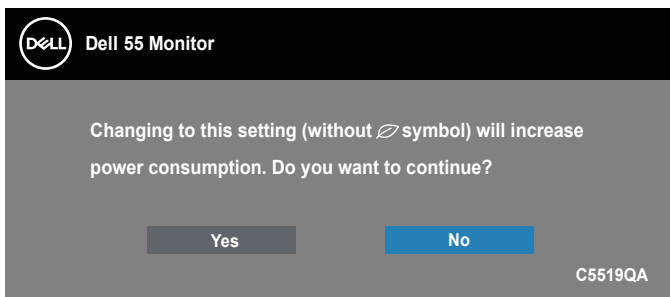 DELL
Dell 55 Monitor
Changing to this setting (without symbol) will increase
power consumption. Do you want to continue?
Yes
No
C5519QA